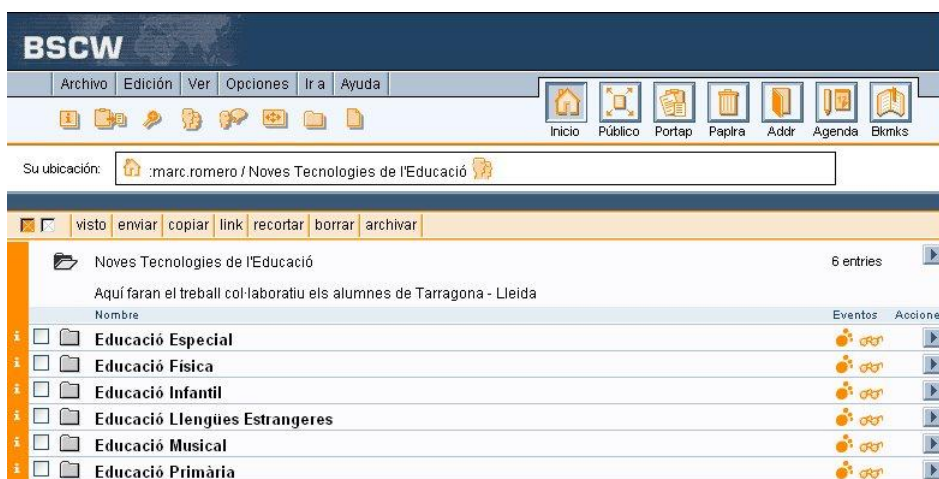 BSCW
Archivo Edición Ver Opciones Ir a Ayuda
Inicio Público Portap Paplra Addr Agenda Bkmks
Su ubicación: :marc.romero / Noves Tecnologies de l'Educació
visto enviar copiar link recortar borrar archivar
Noves Tecnologies de l'Educació 6 entries
Aquí faran el treball col·laboratiu els alumnes de Tarragona - Lleida
Nombre Eventos Accione
Educació Especial
Educació Física
Educació Infantil
Educació Llengües Estrangeres
Educació Musical
Educació Primària